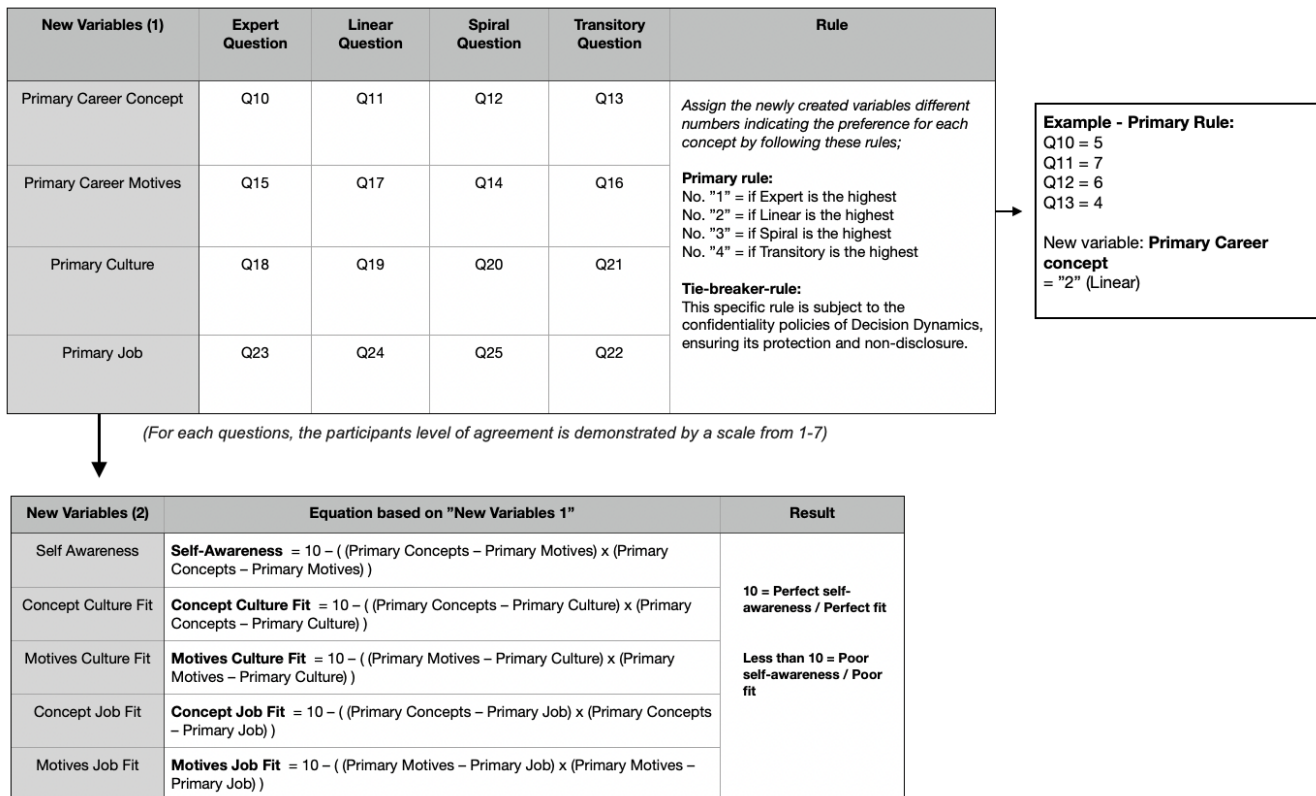 New Variables (1)
Expert
Question
Linear
Question
Spiral
Question
Transitory
Question
Rule
Primary Career Concept
Q10
Q11
Q12
Q13
Primary Career Motives
Q15
Q17
Q14
Q16
Primary Culture
Q18
Q19
Q20
Q21
Primary Job
Q23
Q24
Q25
Q22
Assign the newly created variables different
numbers indicating the preference for each
concept by following these rules;
Primary rule:
No. ”1” = if Expert is the highest
No. ”2” = if Linear is the highest
No. ”3” = if Spiral is the highest
No. ”4” = if Transitory is the highest
Tie-breaker-rule:
This specific rule is subject to the
confidentiality policies of Decision Dynamics,
ensuring its protection and non-disclosure.
Example - Primary Rule:
Q10 = 5
Q11 = 7
Q12 = 6
Q13 = 4
New variable: Primary Career
concept
= ”2” (Linear)
(For each questions, the participants level of agreement is demonstrated by a scale from 1-7)
New Variables (2)
Equation based on ”New Variables 1”
Result
Self Awareness
Self-Awareness = 10 – ( (Primary Concepts – Primary Motives) x (Primary
Concepts – Primary Motives) )
Concept Culture Fit
Concept Culture Fit = 10 – ( (Primary Concepts – Primary Culture) x (Primary
Concepts – Primary Culture) )
Motives Culture Fit
Motives Culture Fit = 10 – ( (Primary Motives – Primary Culture) x (Primary
Motives – Primary Culture) )
Concept Job Fit
Concept Job Fit = 10 – ( (Primary Concepts – Primary Job) x (Primary Concepts
– Primary Job) )
Motives Job Fit
Motives Job Fit = 10 – ( (Primary Motives – Primary Job) x (Primary Motives –
Primary Job) )
10 = Perfect self-
awareness / Perfect fit
Less than 10 = Poor
self-awareness / Poor
fit